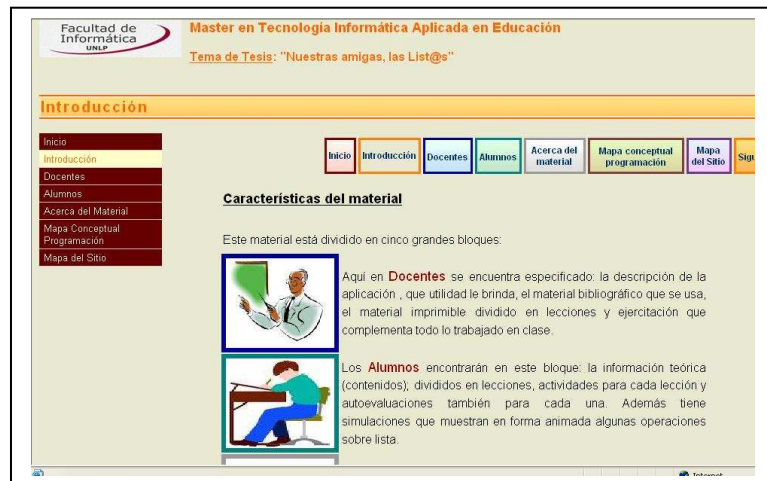 Facultad de
Informática
UNLP
Master en Tecnología Informática Aplicada en Educación
Tema de Tesis: "Nuestras amigas, las List@s"
Introducción
Inicio
Introducción
Docentes
Alumnos
Acerca del Material
Mapa Conceptual
Programación
Mapa del Sitio
Inicio
Introducción
Docentes
Alumnos
Acerca del
material
Mapa conceptual
programación
Mapa
del Sitio
Sigu
Características del material
Este material está dividido en cinco grandes bloques:
Aquí en Docentes se encuentra especificado: la descripción de la
aplicación , que utilidad le brinda, el material bibliográfico que se usa,
el material imprimible dividido en lecciones y ejercitación que
complementa todo lo trabajado en clase.
Los Alumnos encontrarán en este bloque: la información teórica
(contenidos); divididos en lecciones, actividades para cada lección y
autoevaluaciones también para cada una. Además tiene
simulaciones que muestran en forma animada algunas operaciones
sobre lista.
Internet